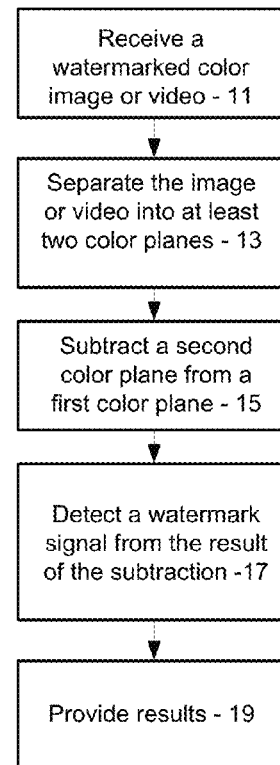 Receive a
watermarked color
image or video - 11
Separate the image
or video into at least
two color planes - 13
Subtract a second
color plane from a
first color plane - 15
Detect a watermark
signal from the result
of the subtraction -17
Provide results - 19